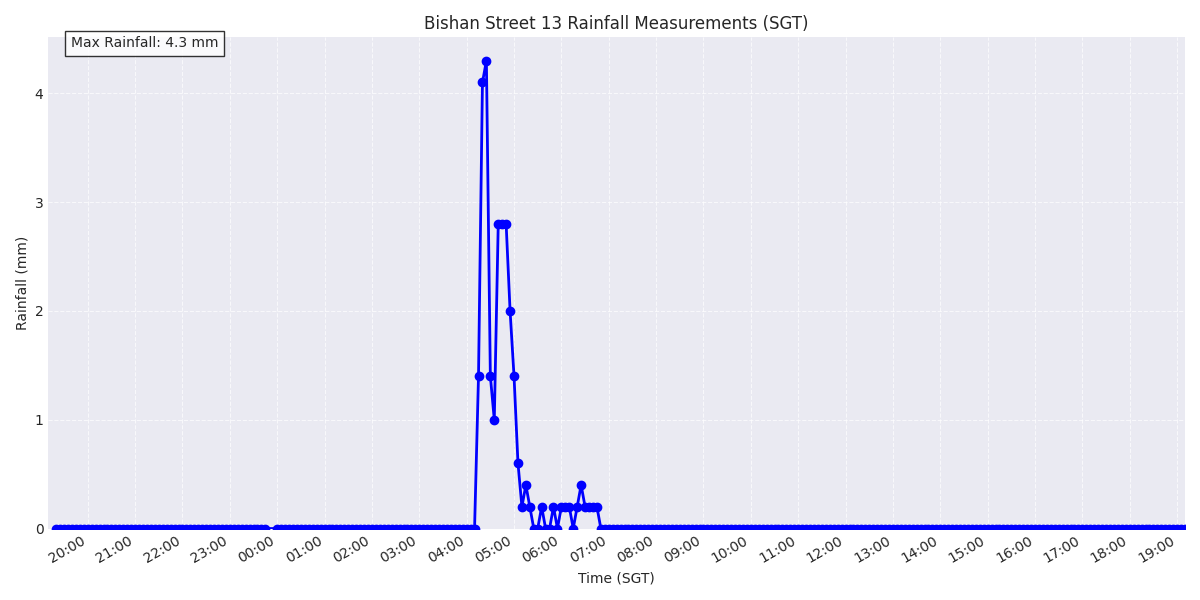 Bishan Street 13 Rainfall Measurements (SGT)
Max Rainfall: 4.3 mm
4
3
2
1
0
Rainfall (mm)
20:00 21:00 22:00 23:00 00:00 01:00 02:00 03:00 04:00 05:00 06:00 07:00 08:00 09:00 10:00 11:00 12:00 13:00 14:00 15:00 16:00 17:00 18:00 19:00
Time (SGT)